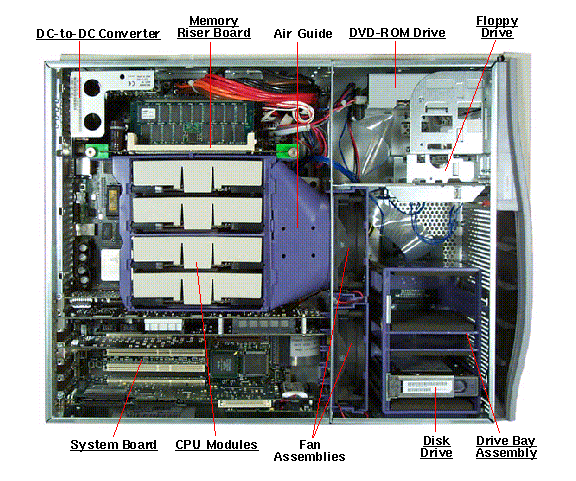 DC-to-DC Converter
Memory
Riser Board
Air Guide
DVD-ROM Drive
Floppy
Drive
System Board
CPU Modules
Fan
Assemblies
Disk
Drive
Drive Bay
Assembly